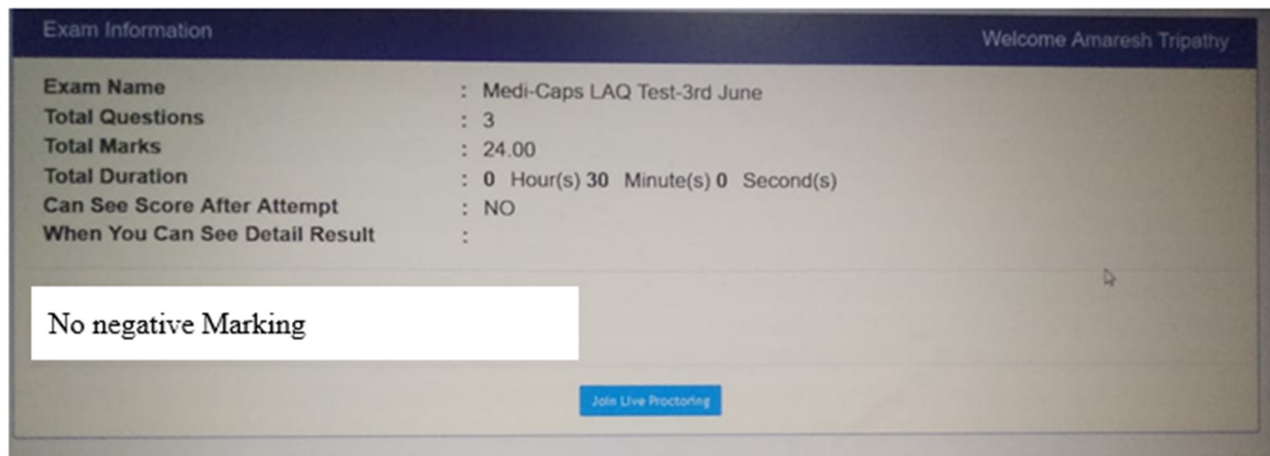 Exam Information
Welcome Amaresh Tripathy
Exam Name : Medi-Caps LAQ Test-3rd June
Total Questions : 3
Total Marks : 24.00
Total Duration : 0 Hour(s) 30 Minute(s) 0 Second(s)
Can See Score After Attempt : NO
When You Can See Detail Result :
No negative Marking
Join Live Proctoring